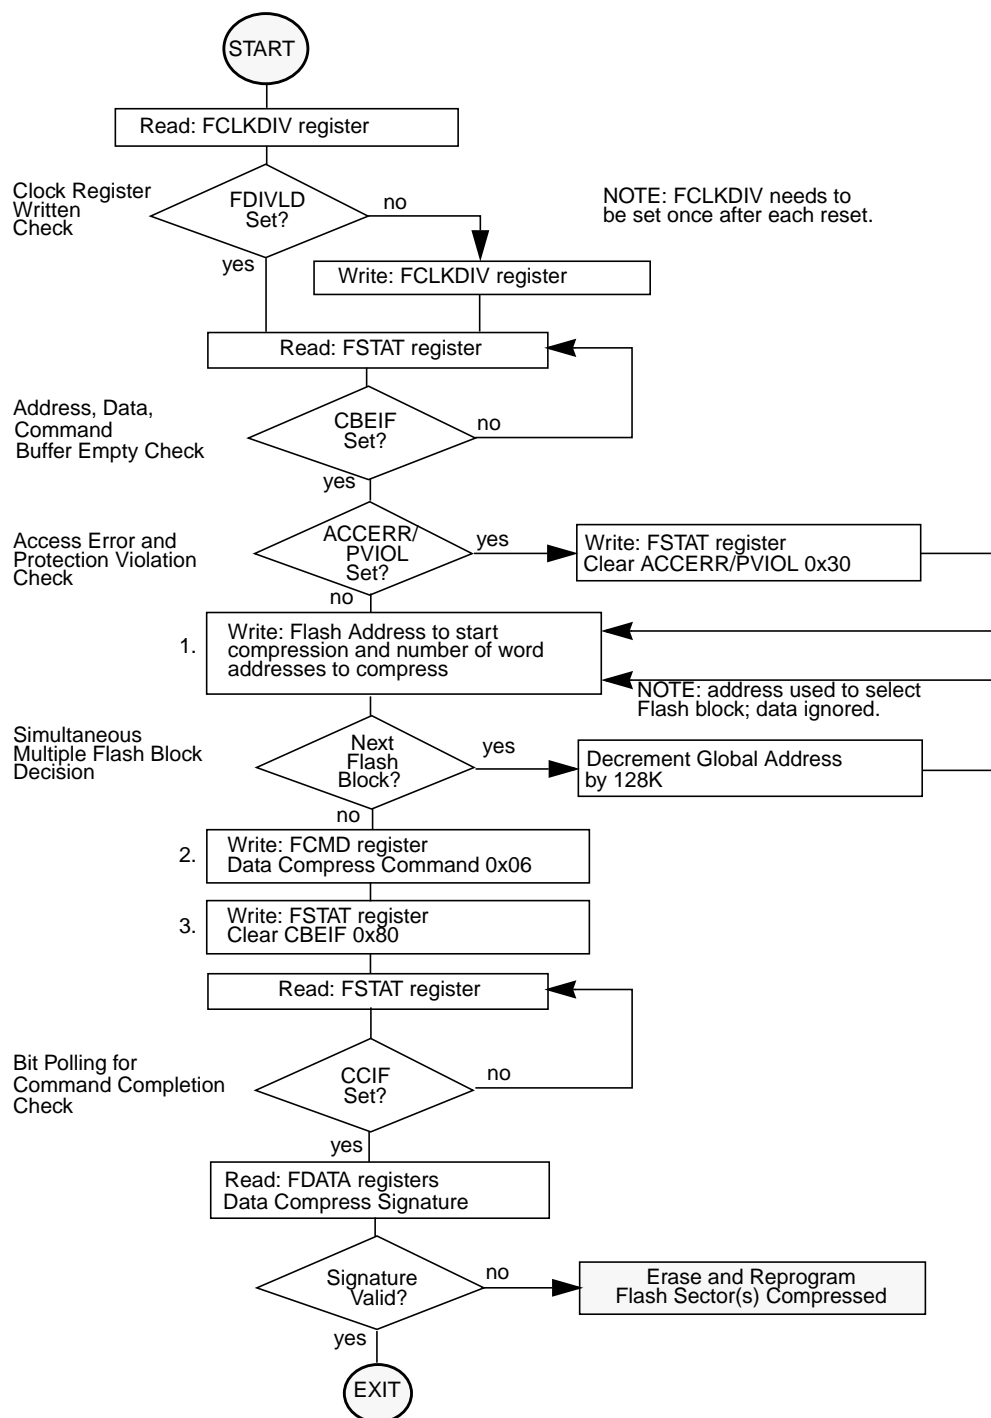 START
Read: FCLKDIV register
Clock Register
Written
Check
FDIVLD
Set?
no
NOTE: FCLKDIV needs to
be set once after each reset.
yes
Write: FCLKDIV register
Read: FSTAT register
Address, Data,
Command
Buffer Empty Check
CBEIF
Set?
no
yes
Access Error and
Protection Violation
Check
ACCERR/
PVIOL
Set?
yes
Write: FSTAT register
Clear ACCERR/PVIOL 0x30
no
1.
Write: Flash Address to start
compression and number of word
addresses to compress
NOTE: address used to select
Flash block; data ignored.
Simultaneous
Multiple Flash Block
Decision
Next
Flash
Block?
yes
Decrement Global Address
by 128K
no
2.
Write: FCMD register
Data Compress Command 0x06
3.
Write: FSTAT register
Clear CBEIF 0x80
Read: FSTAT register
Bit Polling for
Command Completion
Check
CCIF
Set?
no
yes
Read: FDATA registers
Data Compress Signature
Signature
Valid?
no
Erase and Reprogram
Flash Sector(s) Compressed
yes
EXIT